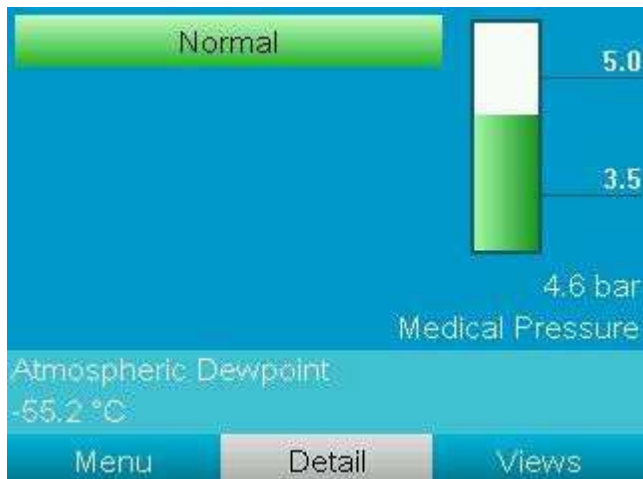 Normal
5.0
3.5
4.6 bar
Medical Pressure
Atmospheric Dewpoint
-55.2 °C
Menu Detail Views